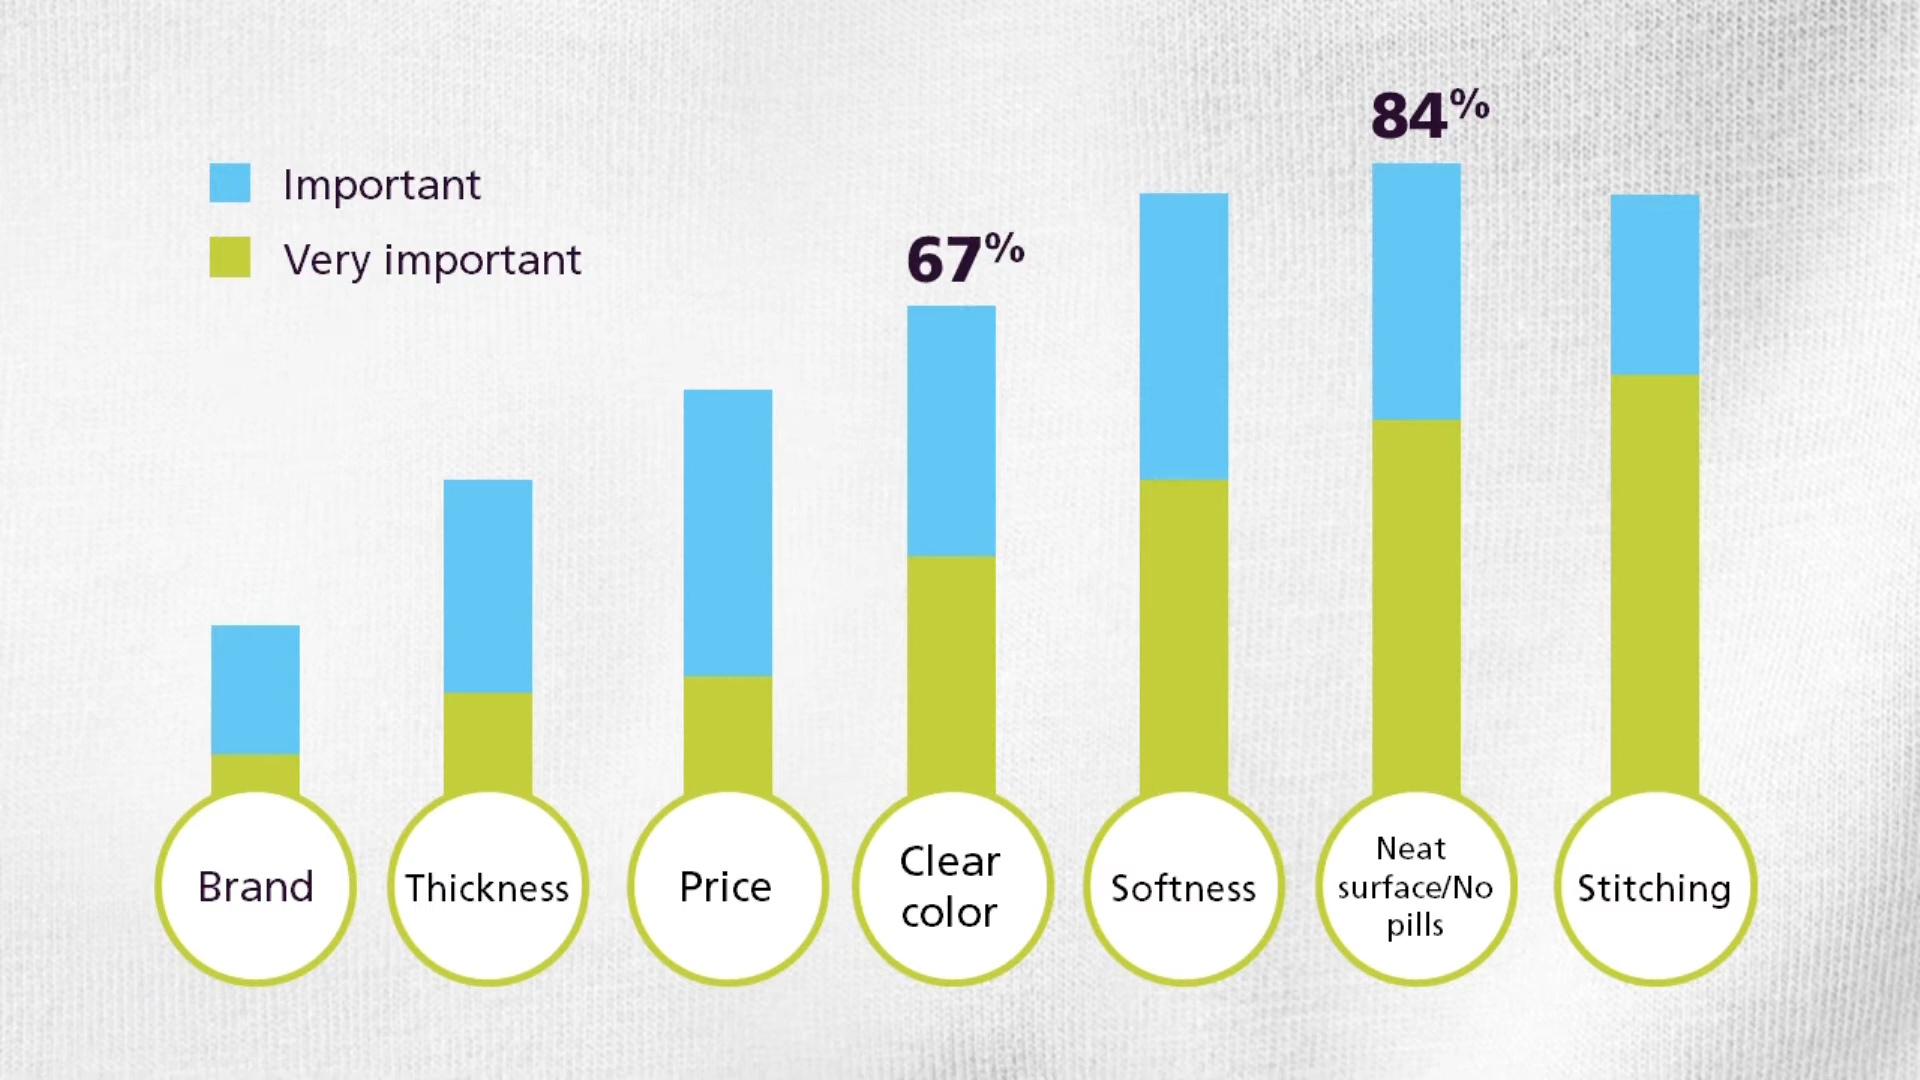 Important
Very important
67%
84%
Brand
Thickness
Price
Clear
color
Softness
Neat
surface/No
pills
Stitching